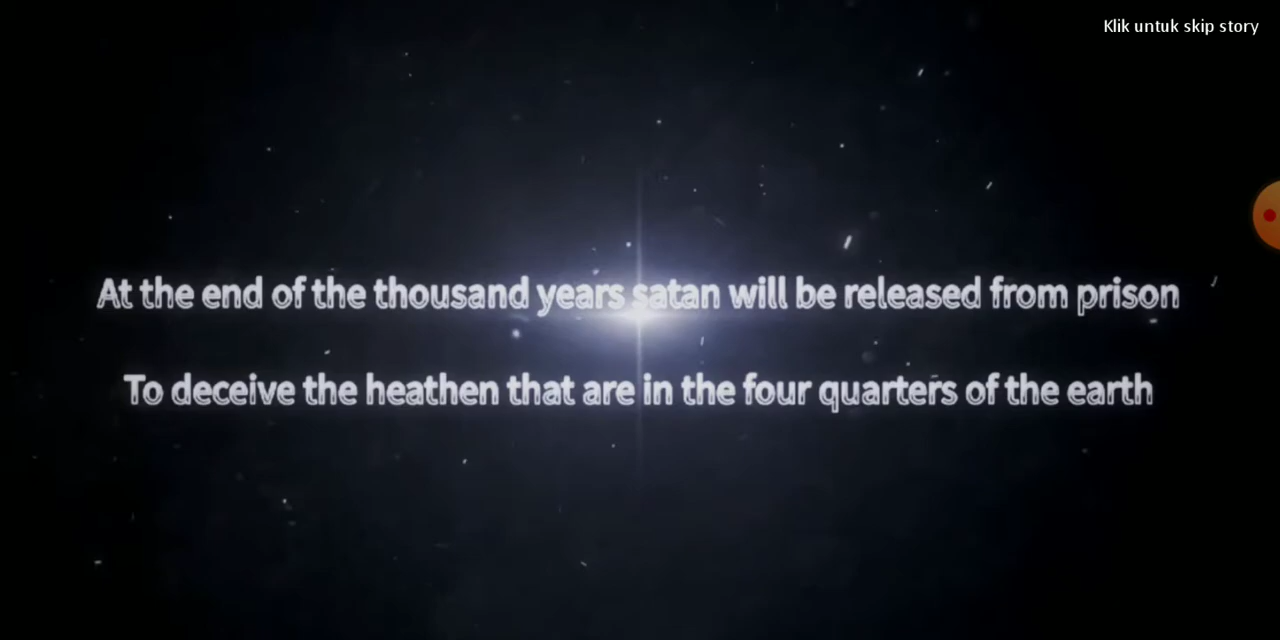 Klik untuk skip story
At the end of the thousand years satan will be released from prison
To deceive the heathen that are in the four quarters of the earth